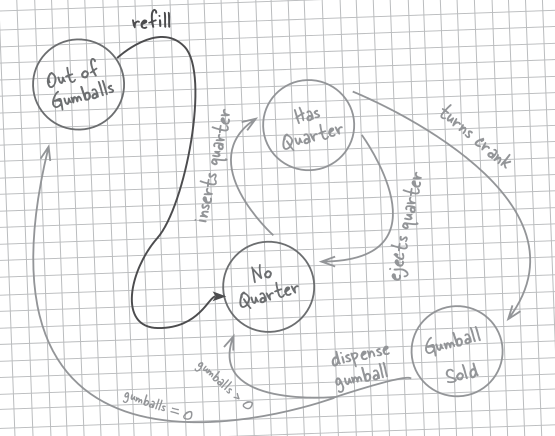 refill
Out of
Gumballs
Has
Quarter
inserts quarter
turns crank
ejects quarter
No
Quarter
Gumball
Sold
dispense
gumball
gumballs > 0
gumballs = 0